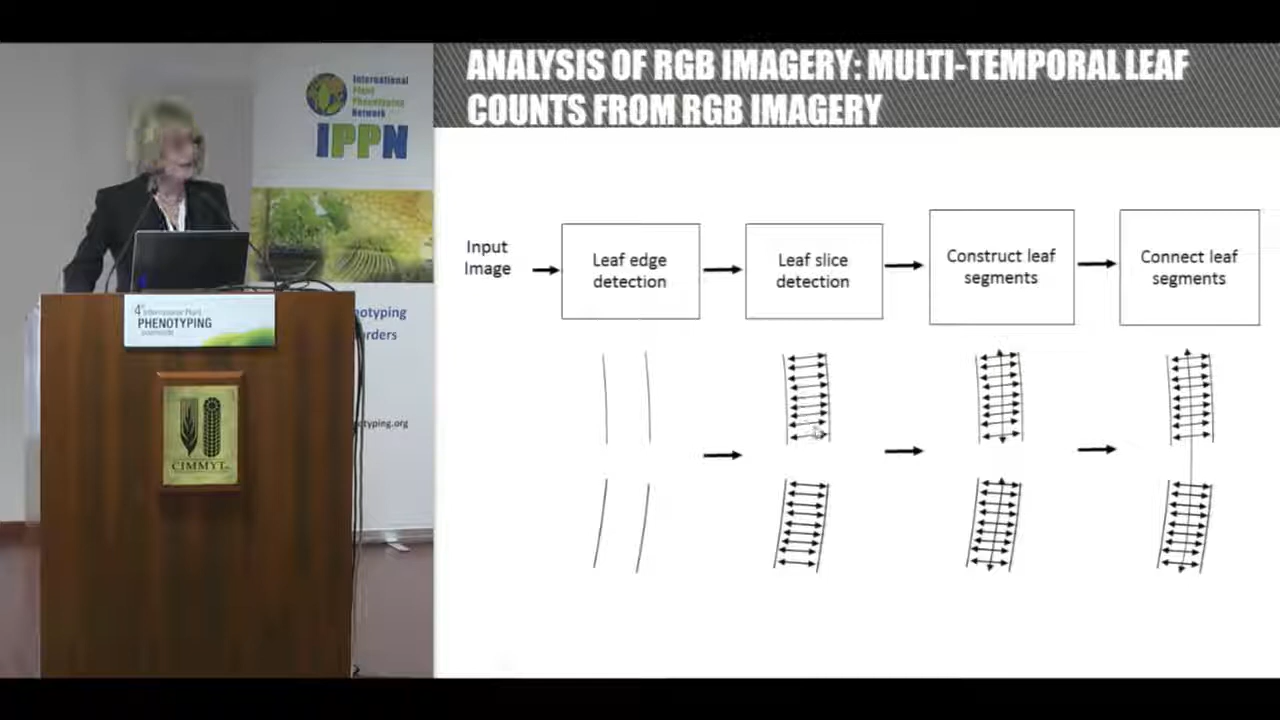 International
Plant
Phenotyping
Network
IPPN
4th International Plant
PHENOTYPING
notyping
orders
typing.org
CIMMYT
ANALYSIS OF RGB IMAGERY: MULTI-TEMPORAL LEAF
COUNTS FROM RGB IMAGERY
Input
Image
Leaf edge
detection
Leaf slice
detection
Construct leaf
segments
Connect leaf
segments